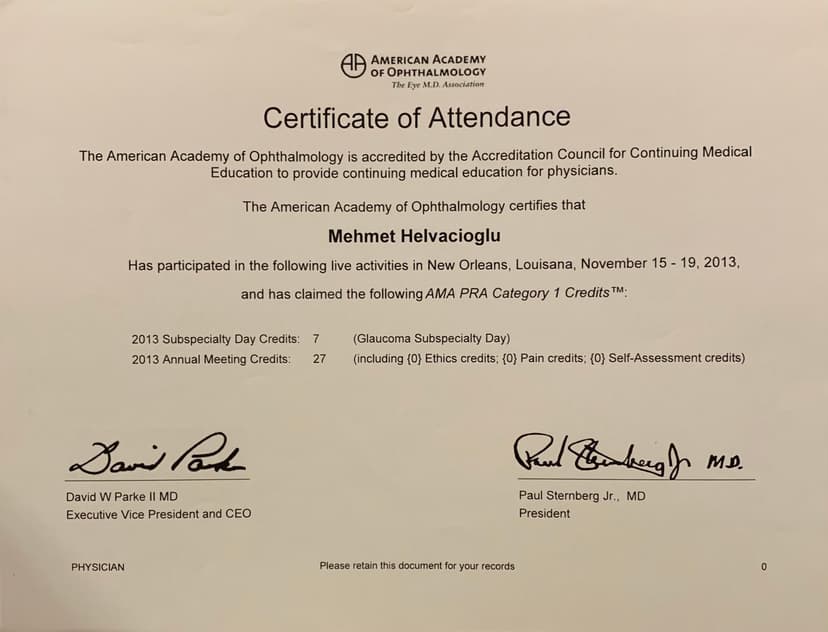 AMERICAN ACADEMY
OF OPHTHALMOLOGY
The Eye M.D. Association
Certificate of Attendance
The American Academy of Ophthalmology is accredited by the Accreditation Council for Continuing Medical
Education to provide continuing medical education for physicians.
The American Academy of Ophthalmology certifies that
Mehmet Helvacioglu
Has participated in the following live activities in New Orleans, Louisana, November 15 - 19, 2013,
and has claimed the following AMA PRA Category 1 Credits™:
2013 Subspecialty Day Credits: 7 (Glaucoma Subspecialty Day)
2013 Annual Meeting Credits: 27 (including {0} Ethics credits; {0} Pain credits; {0} Self-Assessment credits)
David Parke
Paul Sternberg Jr M.D.
David W Parke II MD
Paul Sternberg Jr., MD
Executive Vice President and CEO
President
PHYSICIAN
Please retain this document for your records
0